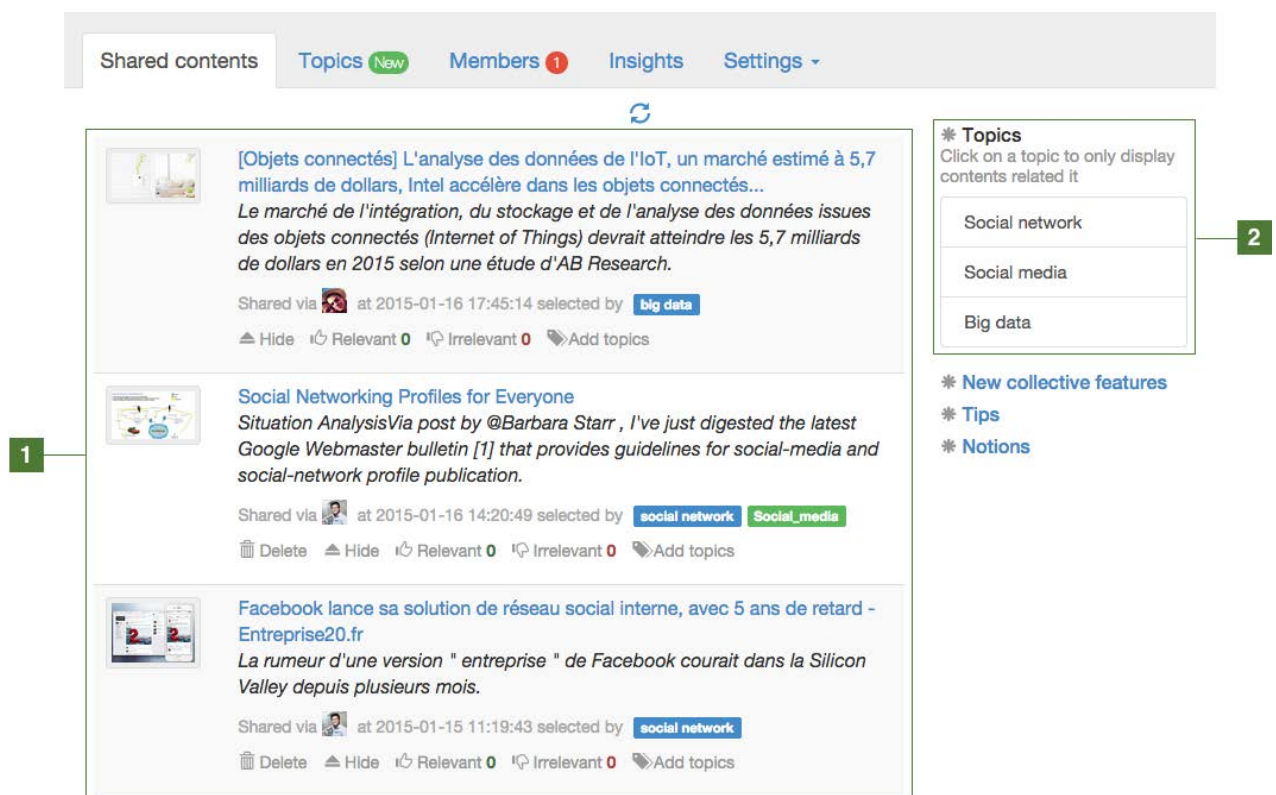 Shared contents Topics New Members 1 Insights Settings
[Objets connectés] L'analyse des données de l'IoT, un marché estimé à 5,7
milliards de dollars, Intel accélère dans les objets connectés...
Le marché de l'intégration, du stockage et de l'analyse des données issues
des objets connectés (Internet of Things) devrait atteindre les 5,7 milliards
de dollars en 2015 selon une étude d'AB Research.
Shared via at 2015-01-16 17:45:14 selected by big data
Hide Relevant 0 Irrelevant 0 Add topics
Social Networking Profiles for Everyone
Situation AnalysisVia post by @Barbara Starr , I've just digested the latest
Google Webmaster bulletin [1] that provides guidelines for social-media and
social-network profile publication.
Shared via at 2015-01-16 14:20:49 selected by social network Social_media
Delete Hide Relevant 0 Irrelevant 0 Add topics
1
Facebook lance sa solution de réseau social interne, avec 5 ans de retard -
Entreprise20.fr
La rumeur d'une version " entreprise " de Facebook courait dans la Silicon
Valley depuis plusieurs mois.
Shared via at 2015-01-15 11:19:43 selected by social network
Delete Hide Relevant 0 Irrelevant 0 Add topics
Topics
Click on a topic to only display
contents related it
Social network
Social media
Big data
2
New collective features
Tips
Notions